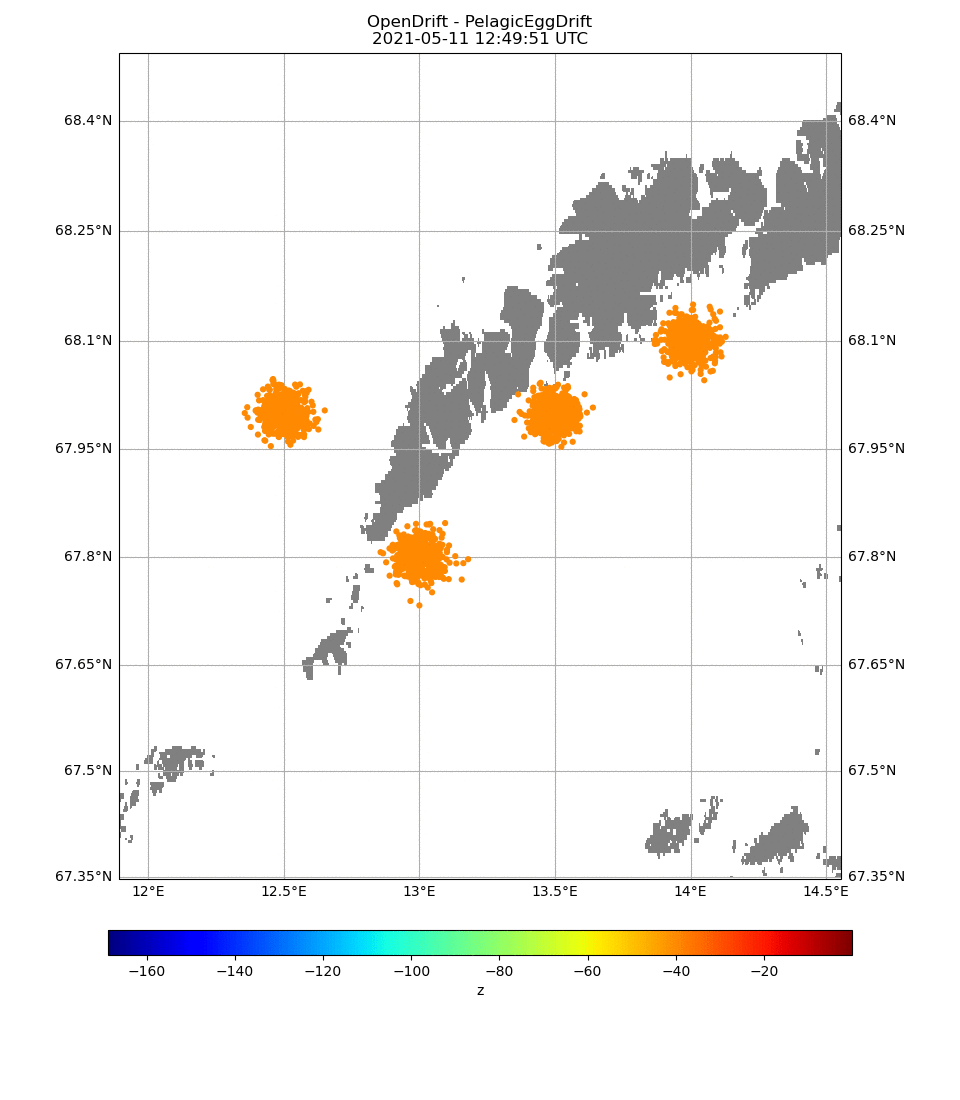 OpenDrift - PelagicEggDrift
2021-05-11 12:49:51 UTC
68.4°N 68.4°N
68.25°N 68.25°N
68.1°N 68.1°N
67.95°N 67.95°N
67.8°N 67.8°N
67.65°N 67.65°N
67.5°N 67.5°N
67.35°N 67.35°N
12°E 12.5°E 13°E 13.5°E 14°E 14.5°E
−160 −140 −120 −100 −80 −60 −40 −20
z